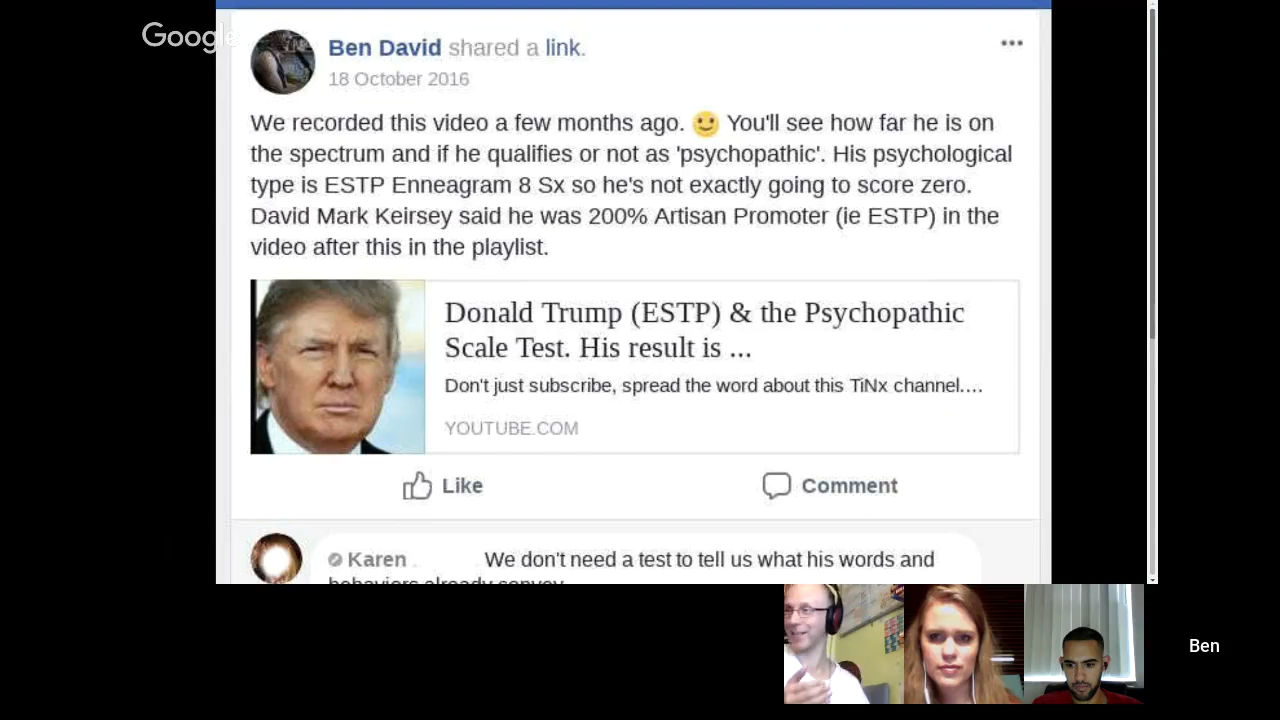 Google
Ben David shared a link.
18 October 2016
We recorded this video a few months ago. You'll see how far he is on
the spectrum and if he qualifies or not as 'psychopathic'. His psychological
type is ESTP Enneagram 8 Sx so he's not exactly going to score zero.
David Mark Keirsey said he was 200% Artisan Promoter (ie ESTP) in the
video after this in the playlist.
Donald Trump (ESTP) & the Psychopathic
Scale Test. His result is ...
Don't just subscribe, spread the word about this TiNx channel....
YOUTUBE.COM
Like
Comment
Karen We don't need a test to tell us what his words and
behaviors already convey
Ben